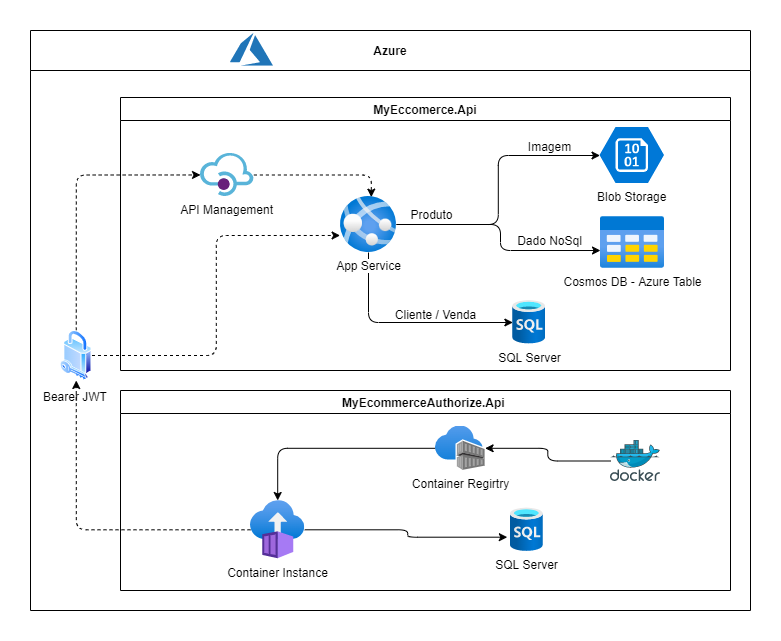 Azure
MyEccomerce.Api
Imagem
10
01
Blob Storage
API Management
Produto
Dado NoSql
App Service
Cosmos DB - Azure Table
Cliente / Venda
SQL
SQL Server
Bearer JWT
MyEcommerceAuthorize.Api
docker
Container Regirtry
SQL
SQL Server
Container Instance